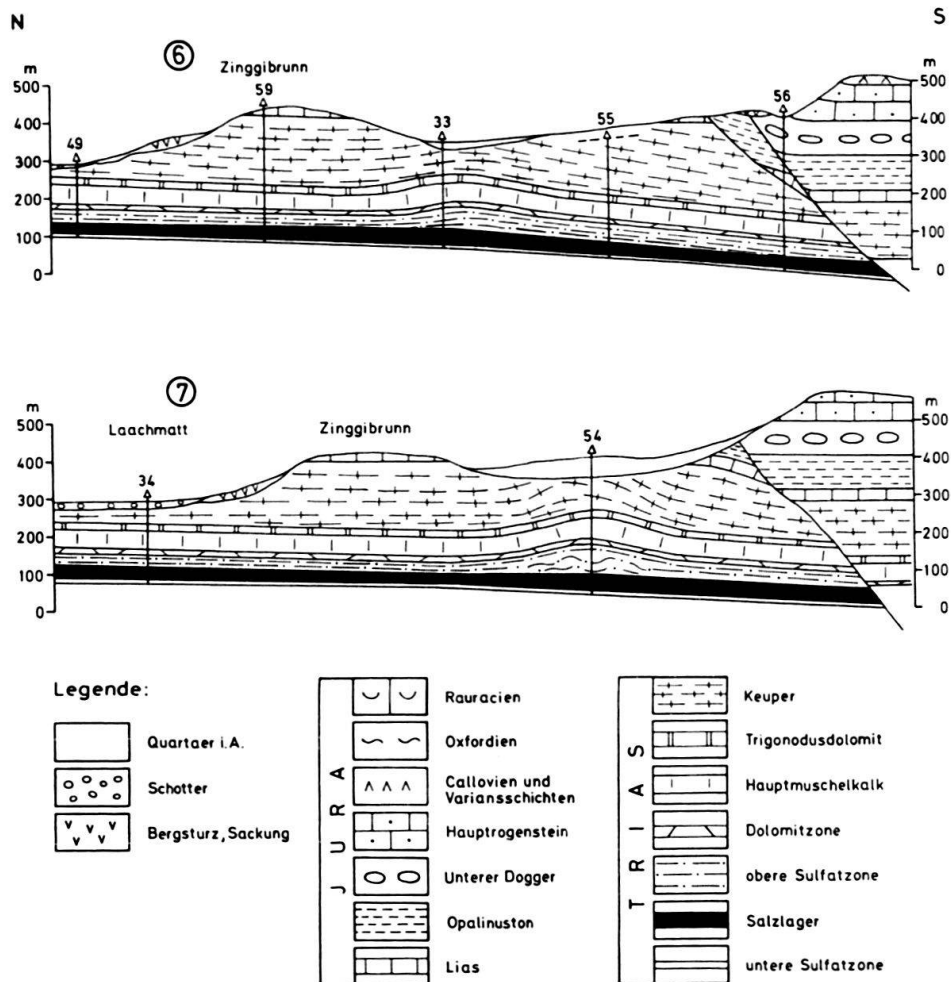 N
S
⑥
Zinggibrunn
m
500
400
300
200
100
0
49
59
33
55
56
m
500
400
300
200
100
0
⑦
Laachmatt
Zinggibrunn
m
500
400
300
200
100
0
34
54
m
500
400
300
200
100
0
Legende:
Quartaer i.A.
Schotter
Bergsturz, Sackung
JURA
Rauracien
Oxfordien
Callovien und
Variansschichten
Hauptrogenstein
Unterer Dogger
Opalinuston
Lias
TRIAS
Keuper
Trigonodusdolomit
Hauptmuschelkalk
Dolomitzone
obere Sulfatzone
Salzlager
untere Sulfatzone